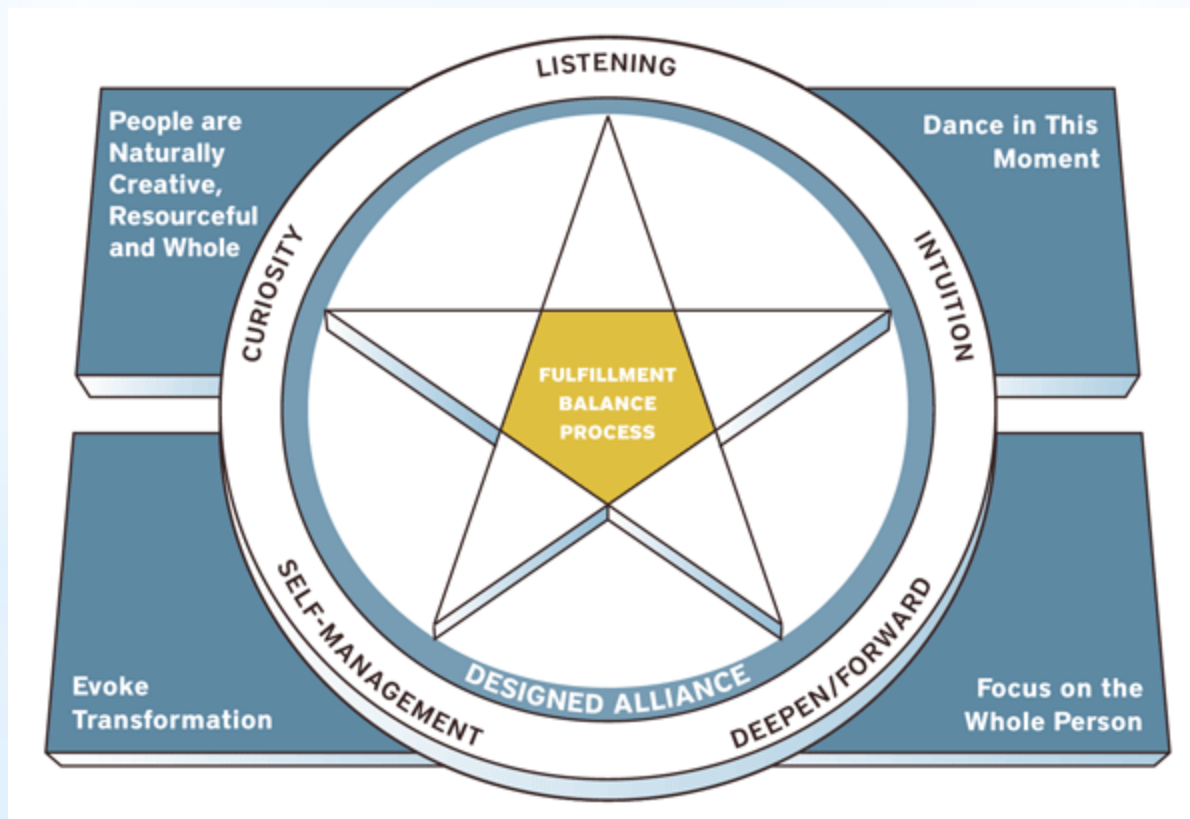 LISTENING
People are
Naturally
Creative,
Resourceful
and Whole
Dance in This
Moment
CURIOSITY
INTUITION
FULFILLMENT
BALANCE
PROCESS
SELF-MANAGEMENT
DESIGNED ALLIANCE
DEEPEN/FORWARD
Evoke
Transformation
Focus on the
Whole Person